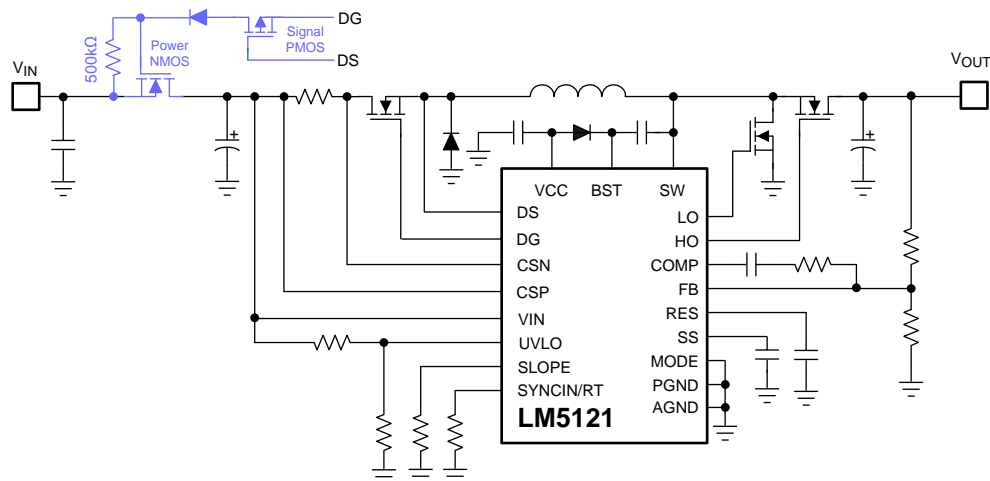 DG
Signal
PMOS
DS
Power
NMOS
500kΩ
VIN
VOUT
VCC
BST
SW
DS
DG
CSN
CSP
VIN
UVLO
SLOPE
SYNCIN/RT
LO
HO
COMP
FB
RES
SS
MODE
PGND
AGND
LM5121
+
+